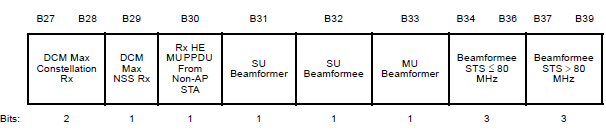 B27 B28 B29 B30 B31 B32 B33 B34 B36 B37 B39
DCM Max
Constellation
Rx
DCM
Max
NSS Rx
Rx HE
MU PPDU
From
Non-AP
STA
SU
Beamformer
SU
Beamformee
MU
Beamformer
Beamformee
STS ≤ 80
MHz
Beamformee
STS > 80
MHz
Bits: 2 1 1 1 1 1 3 3